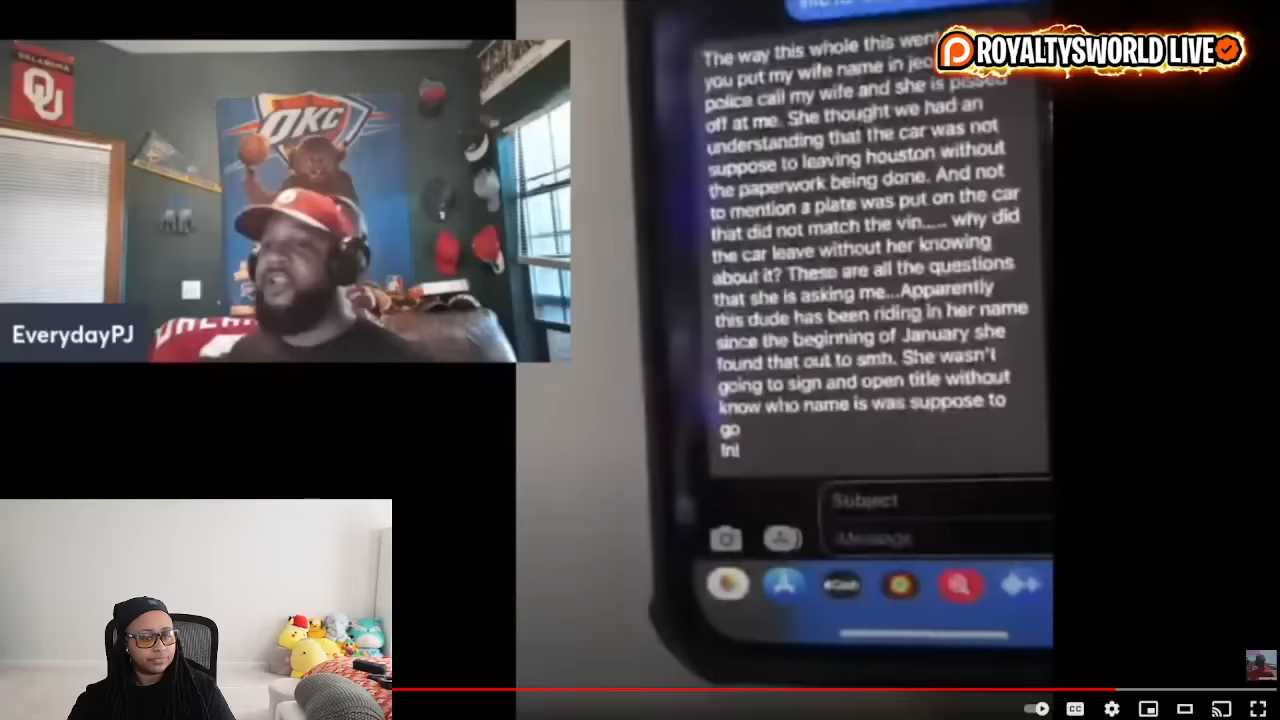 The way this whole this went
you put my wife name in
police call my wife and she is pissed
off at me. She thought we had an
understanding that the car was not
suppose to leaving houston without
the paperwork being done. And not
to mention a plate was put on the car
that did not match the vin..... why did
the car leave without her knowing
about it? These are all the questions
that she is asking me...Apparently
this dude has been riding in her name
since the beginning of January she
found that out to smh. She wasn't
going to sign and open title without
know who name is was suppose to
go
In!
Subject
iMessage
ROYALTYSWORLD LIVE
OKLAHOMA
OU
OKC
EverydayPJ
Cash
CC